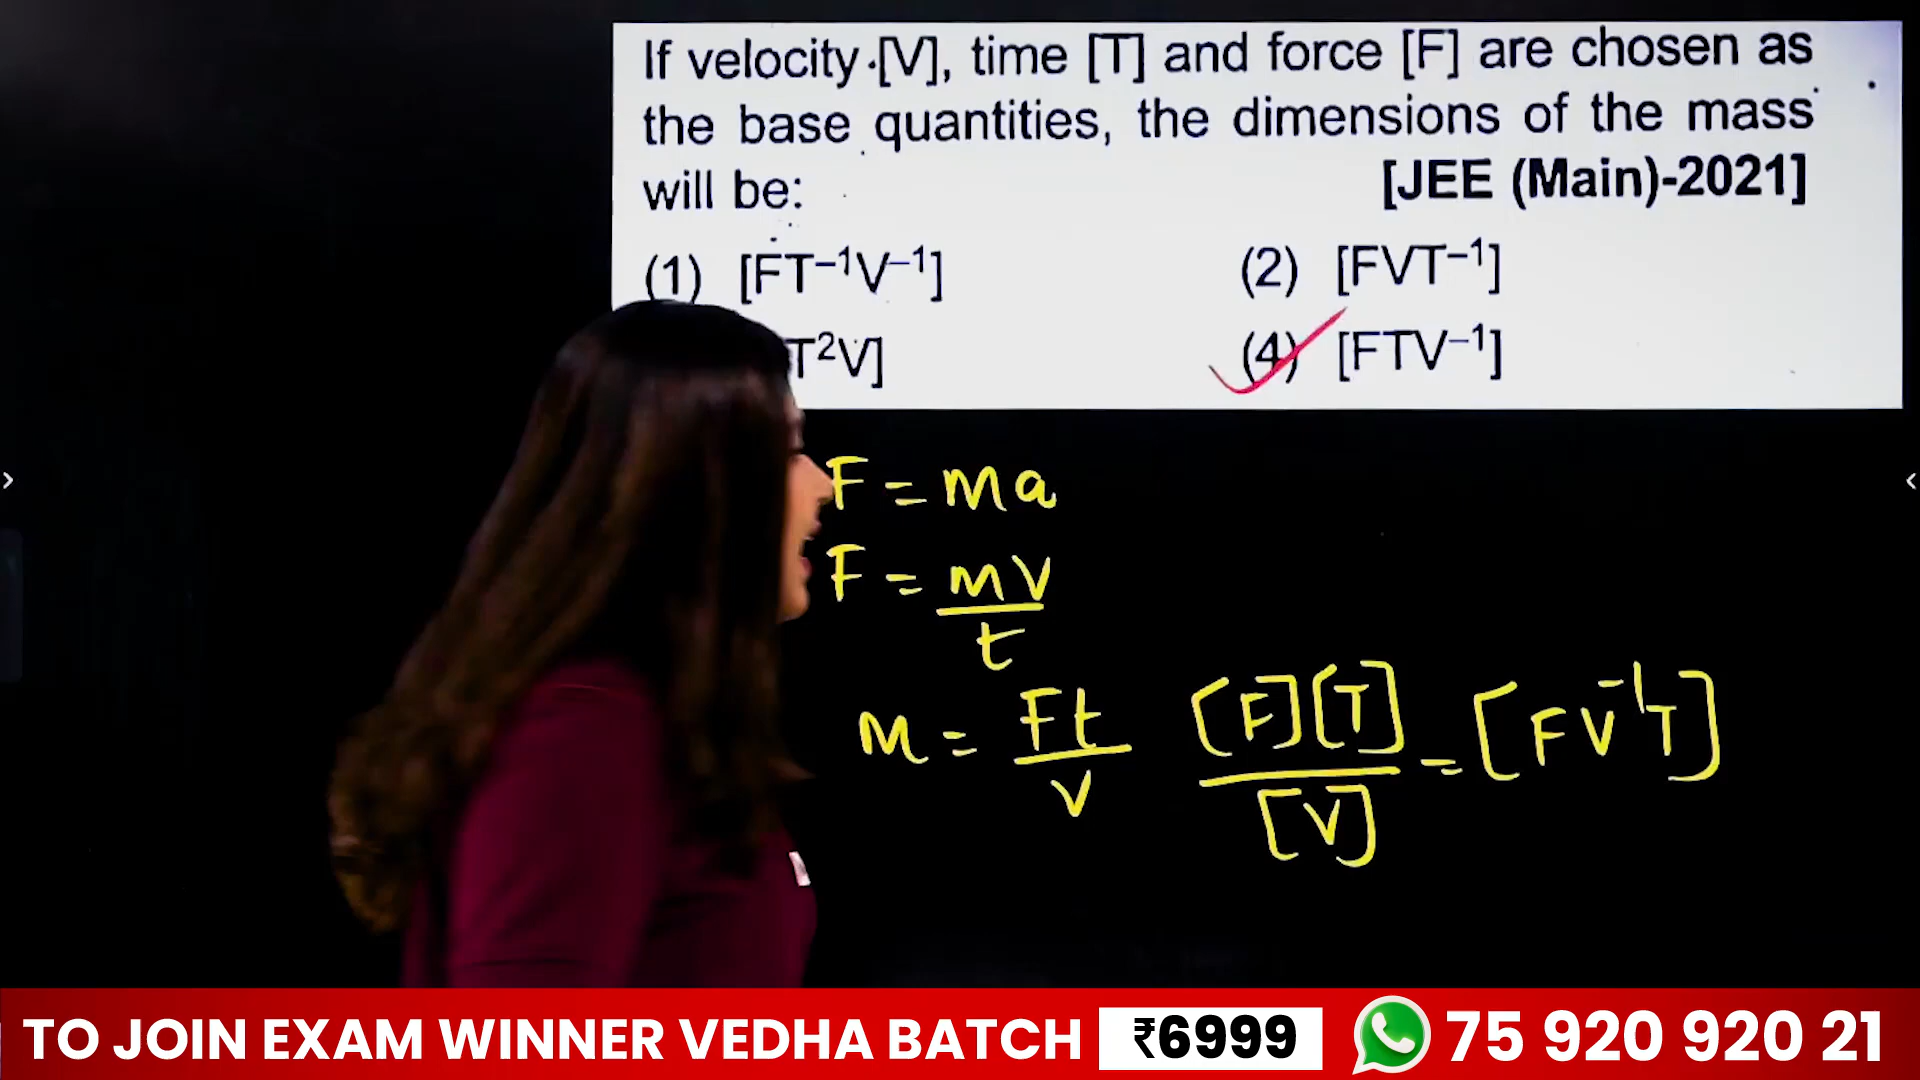 If velocity [V], time [T] and force [F] are chosen as
the base quantities, the dimensions of the mass
will be:
[JEE (Main)-2021]
(1) [FT⁻¹V⁻¹]
(2) [FVT⁻¹]
T²V]
(4) [FTV⁻¹]
F = ma
F = mV/t
M = Ft/V [F][T]/[V] = [FV⁻¹T]
TO JOIN EXAM WINNER VEDHA BATCH ₹6999 75 920 920 21